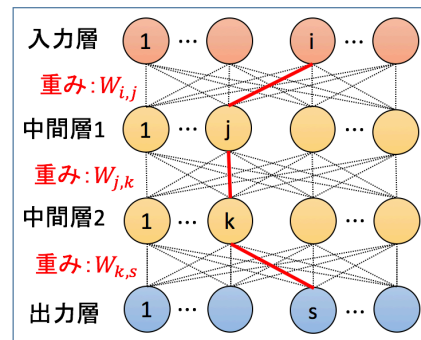 入力層 1 … i …
重み:W_{i,j}
中間層1 1 … j …
重み:W_{j,k}
中間層2 1 … k …
重み:W_{k,s}
出力層 1 … s …